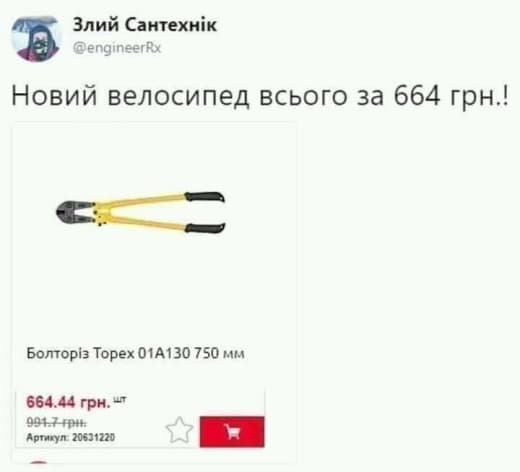 Злий Сантехнік
@engineerRx
Новий велосипед всього за 664 грн.!
Болторіз Topex 01A130 750 мм
664.44 грн. шт
991.7 грн.
Артикул: 20631220